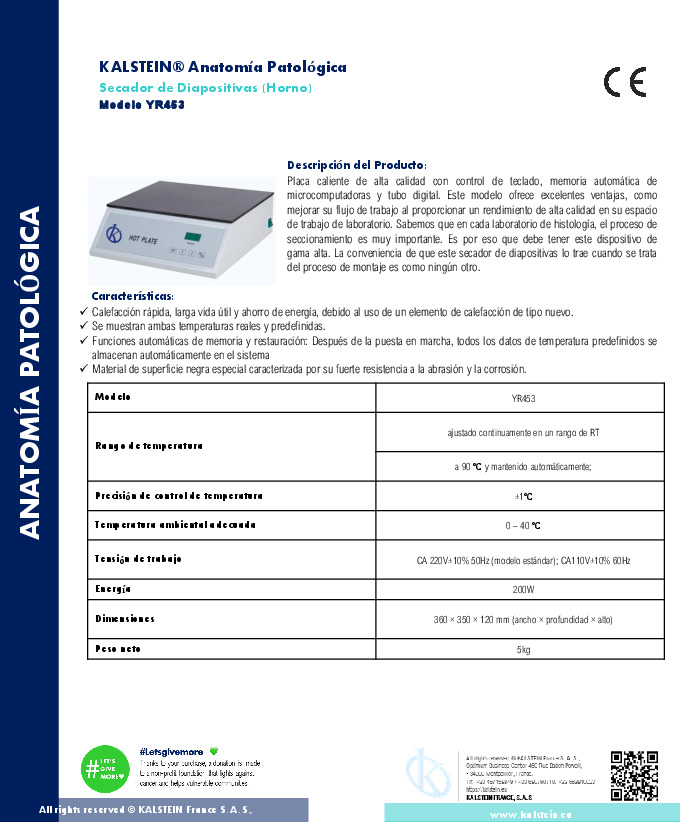 KALSTEIN® Anatomía Patológica
Secador de Diapositivas (Horno)
Modelo YR453
CE
ANATOMÍA PATOLÓGICA
HOT PLATE
Descripción del Producto:
Placa caliente de alta calidad con control de teclado, memoria automática de
microcomputadoras y tubo digital. Este modelo ofrece excelentes ventajas, como
mejorar su flujo de trabajo al proporcionar un rendimiento de alta calidad en su espacio
de trabajo de laboratorio. Sabemos que en cada laboratorio de histología, el proceso de
seccionamiento es muy importante. Es por eso que debe tener este dispositivo de
gama alta. La conveniencia de que este secador de diapositivas lo trae cuando se trata
del proceso de montaje es como ningún otro.
Características:
✓ Calefacción rápida, larga vida útil y ahorro de energía, debido al uso de un elemento de calefacción de tipo nuevo.
✓ Se muestran ambas temperaturas reales y predefinidas.
✓ Funciones automáticas de memoria y restauración: Después de la puesta en marcha, todos los datos de temperatura predefinidos se
almacenan automáticamente en el sistema
✓ Material de superficie negra especial caracterizada por su fuerte resistencia a la abrasión y la corrosión.
Modelo YR453
Rango de temperatura ajustado continuamente en un rango de RT
a 90 °C y mantenido automáticamente;
Precisión de control de temperatura ±1°C
Temperatura ambiental adecuada 0 – 40 °C
Tensión de trabajo CA 220V±10% 50Hz (modelo estándar); CA110V±10% 60Hz
Energía 200W
Dimensiones 360 × 350 × 120 mm (ancho × profundidad × alto)
Peso neto 5kg
#LET'S
GIVE
MORE
#Letsgivemore
Thanks to your purchase, a donation is made
to a non-profit foundation that fights against
cancer and helps vulnerable communities
All rights reserved © KALSTEIN France S. A. S.,
Optimum Business Center 450 Rue Baden Powell,
• 34000 Montpellier, France.
https://kalstein.eu
KALSTEIN FRANCE, S.A.S
All rights reserved © KALSTEIN France S. A. S.,
www.kalstein.eu